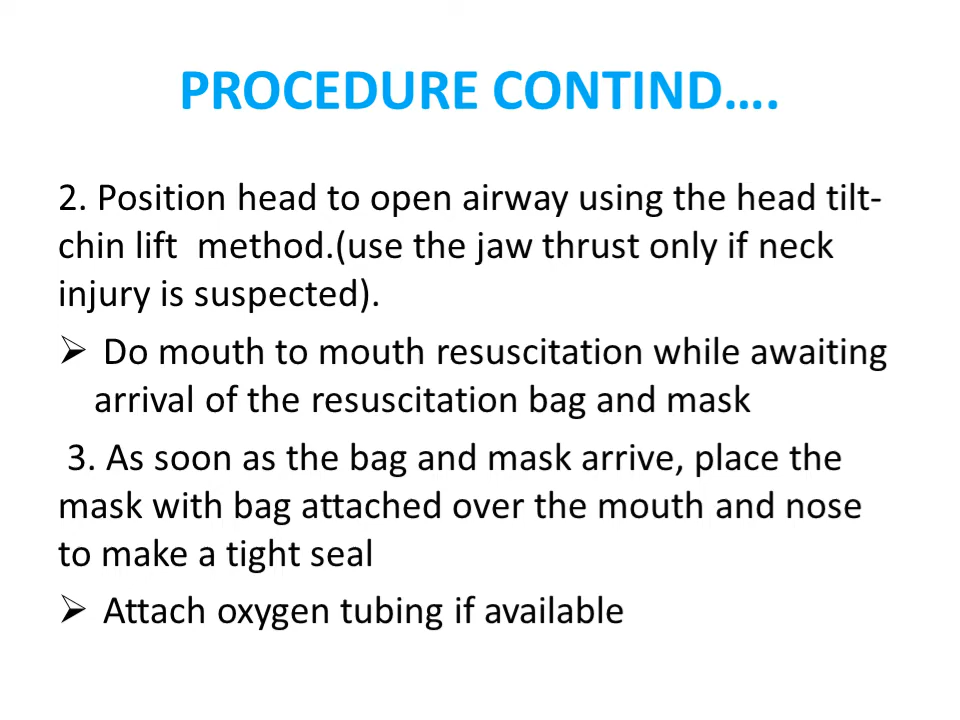 PROCEDURE CONTIND….
2. Position head to open airway using the head tilt-
chin lift  method.(use the jaw thrust only if neck
injury is suspected).
➢ Do mouth to mouth resuscitation while awaiting
arrival of the resuscitation bag and mask
3. As soon as the bag and mask arrive, place the
mask with bag attached over the mouth and nose
to make a tight seal
➢ Attach oxygen tubing if available